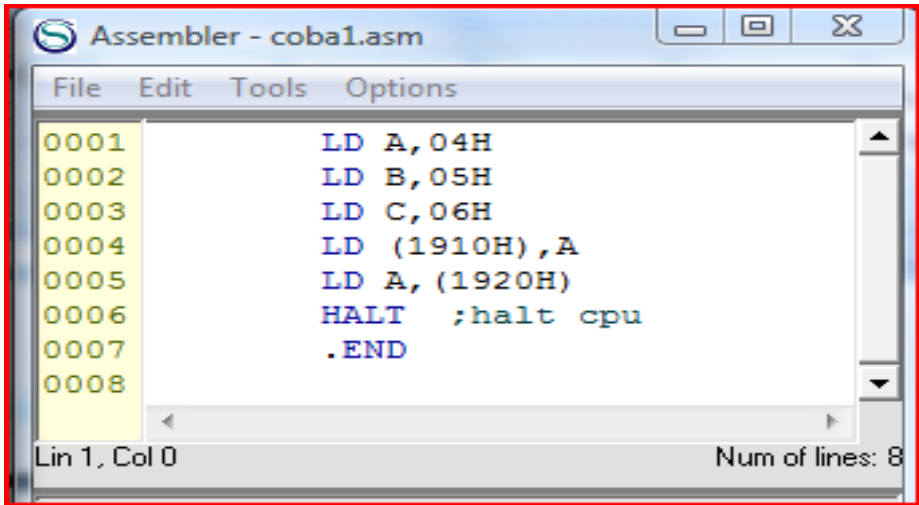 Assembler - coba1.asm
File Edit Tools Options
0001 LD A,04H
0002 LD B,05H
0003 LD C,06H
0004 LD (1910H),A
0005 LD A,(1920H)
0006 HALT ;halt cpu
0007 .END
0008
Lin 1, Col 0 Num of lines: 8